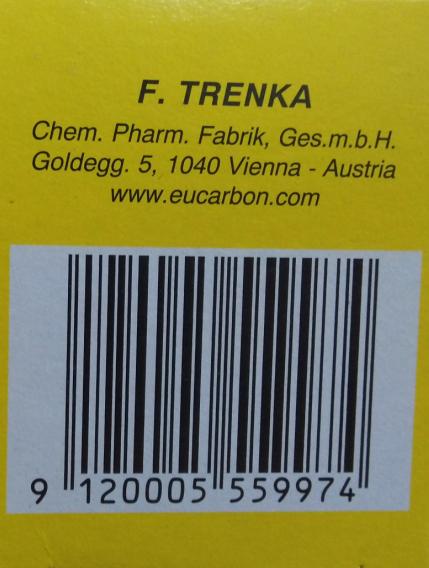 F. TRENKA
Chem. Pharm. Fabrik, Ges.m.b.H.
Goldegg. 5, 1040 Vienna - Austria
www.eucarbon.com
9 120005 559974